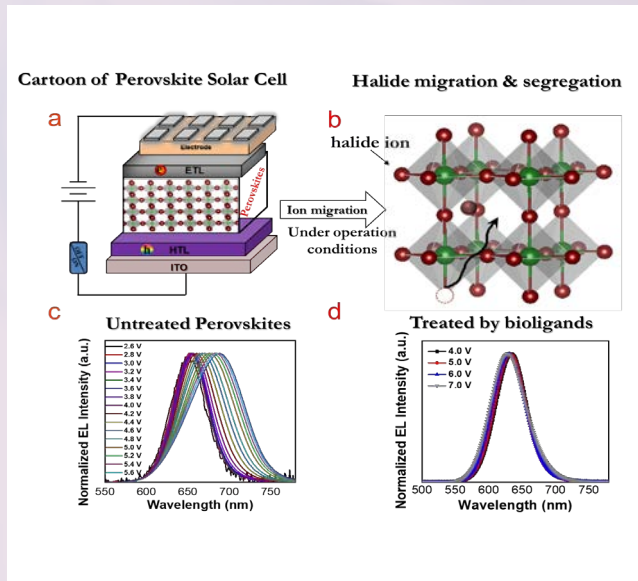 Cartoon of Perovskite Solar Cell
Halide migration & segregation
a
Electrode
e
ETL
Perovskites
h
HTL
ITO
OFF
ON
Ion migration
Under operation
conditions
b
halide ion
c
Untreated Perovskites
Normalized EL Intensity (a.u.)
2.6 V
2.8 V
3.0 V
3.2 V
3.4 V
3.6 V
3.8 V
4.0 V
4.2 V
4.4 V
4.6 V
4.8 V
5.0 V
5.2 V
5.4 V
5.6 V
550 600 650 700 750
Wavelength (nm)
d
Treated by bioligands
Normalized EL Intensity (a.u.)
4.0 V
5.0 V
6.0 V
7.0 V
500 550 600 650 700 750
Wavelength (nm)